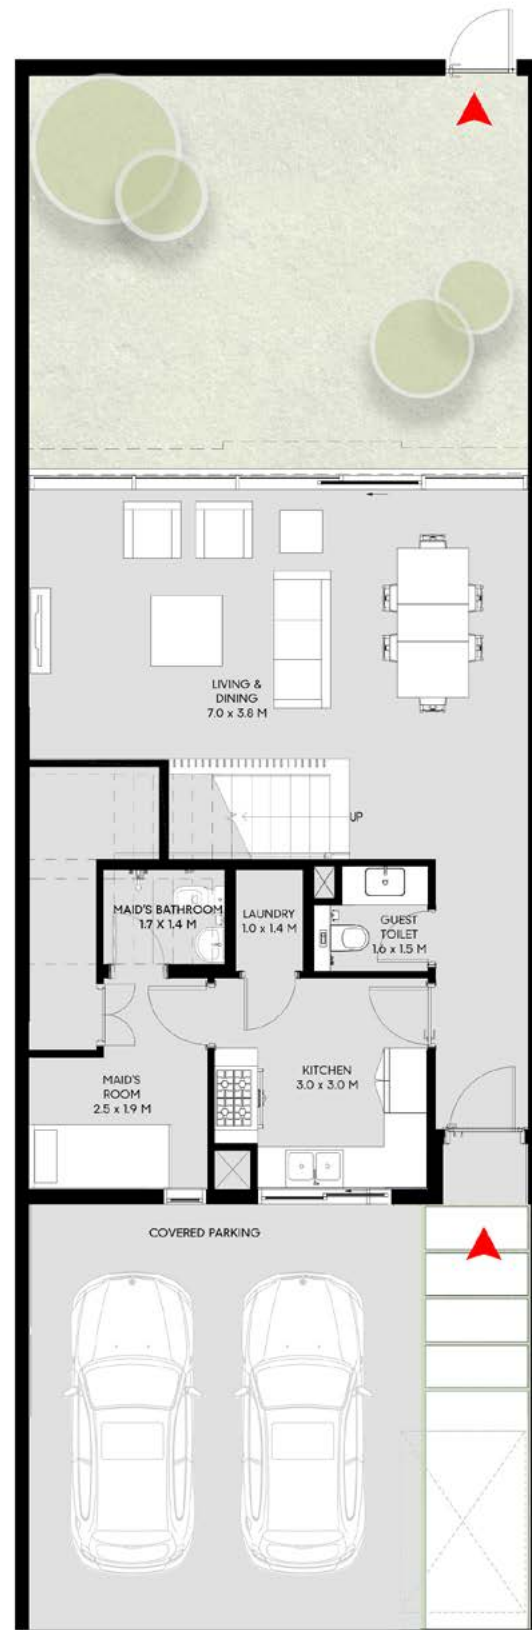 LIVING &
DINING
7.0 x 3.8 M
UP
MAID'S BATHROOM
1.7 X 1.4 M
LAUNDRY
1.0 x 1.4 M
GUEST
TOILET
1.6 x 1.5 M
MAID'S
ROOM
2.5 x 1.9 M
KITCHEN
3.0 x 3.0 M
COVERED PARKING